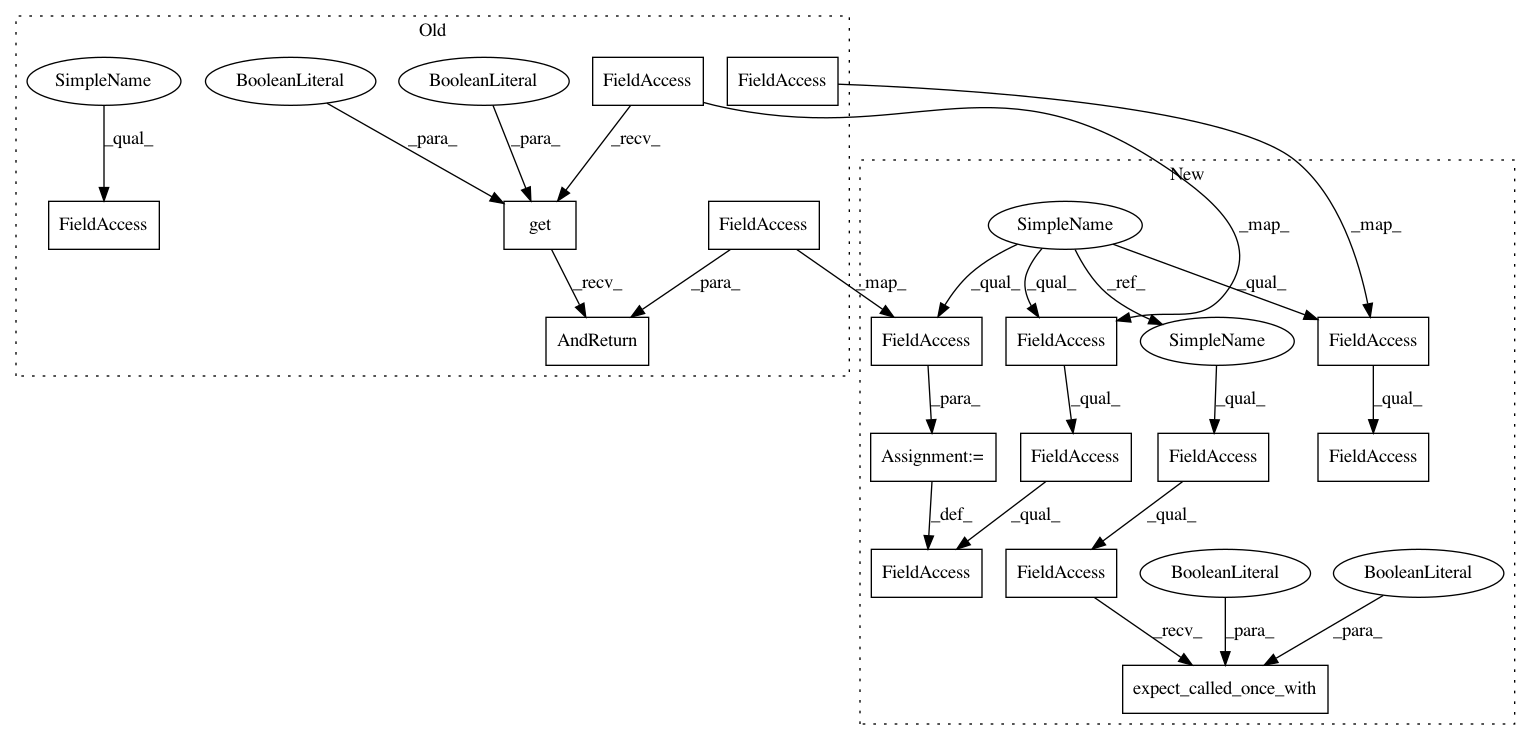 Old
SimpleName
BooleanLiteral
BooleanLiteral
FieldAccess
FieldAccess
_qual_
_para_
_para_
_recv_
New
FieldAccess
get
FieldAccess
SimpleName
_map_
_map_
_recv_
_para_
_map_
_qual_
_qual_
_ref_
_qual_
AndReturn
FieldAccess
FieldAccess
SimpleName
FieldAccess
_para_
_qual_
_qual_
_qual_
Assignment:=
FieldAccess
FieldAccess
FieldAccess
_def_
_qual_
_qual_
FieldAccess
FieldAccess
BooleanLiteral
BooleanLiteral
_recv_
_para_
_para_
expect_called_once_with